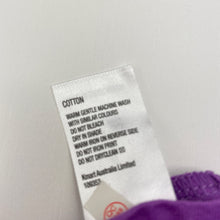 COTTON
WARM GENTLE MACHINE WASH
WITH SIMILAR COLOURS
DO NOT BLEACH
DRY IN SHADE
WARM IRON ON REVERSE SIDE
DO NOT IRON PRINT
DO NOT DRYCLEAN
Kmart Australia Limited